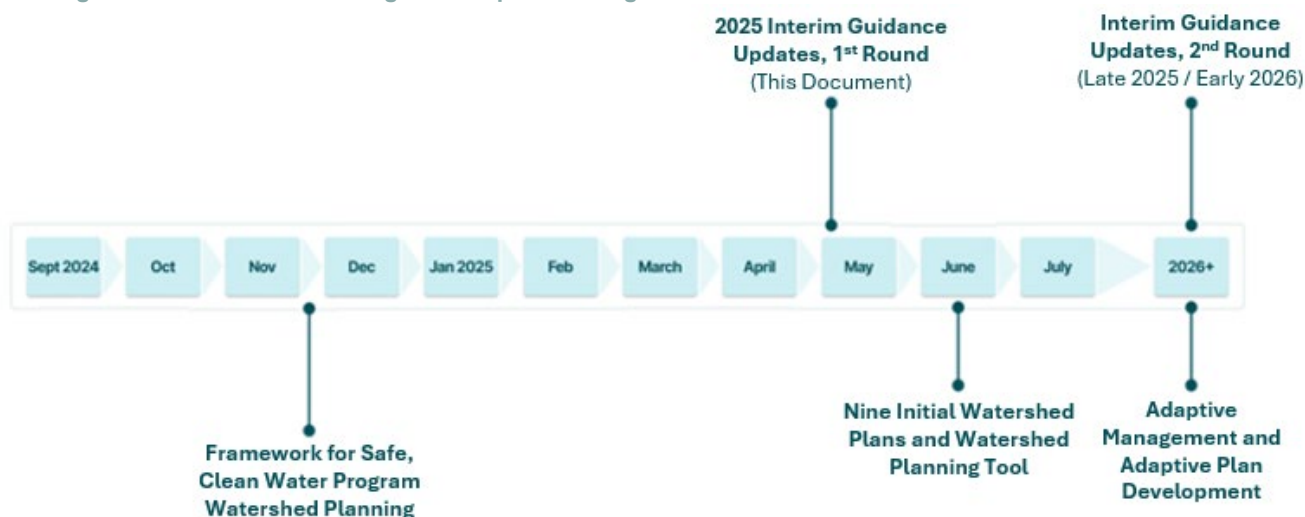 2025 Interim Guidance
Updates, 1st Round
(This Document)
Interim Guidance
Updates, 2nd Round
(Late 2025 / Early 2026)
Sept 2024
Oct
Nov
Dec
Jan 2025
Feb
March
April
May
June
July
2026+
Framework for Safe,
Clean Water Program
Watershed Planning
Nine Initial Watershed
Plans and Watershed
Planning Tool
Adaptive
Management and
Adaptive Plan
Development